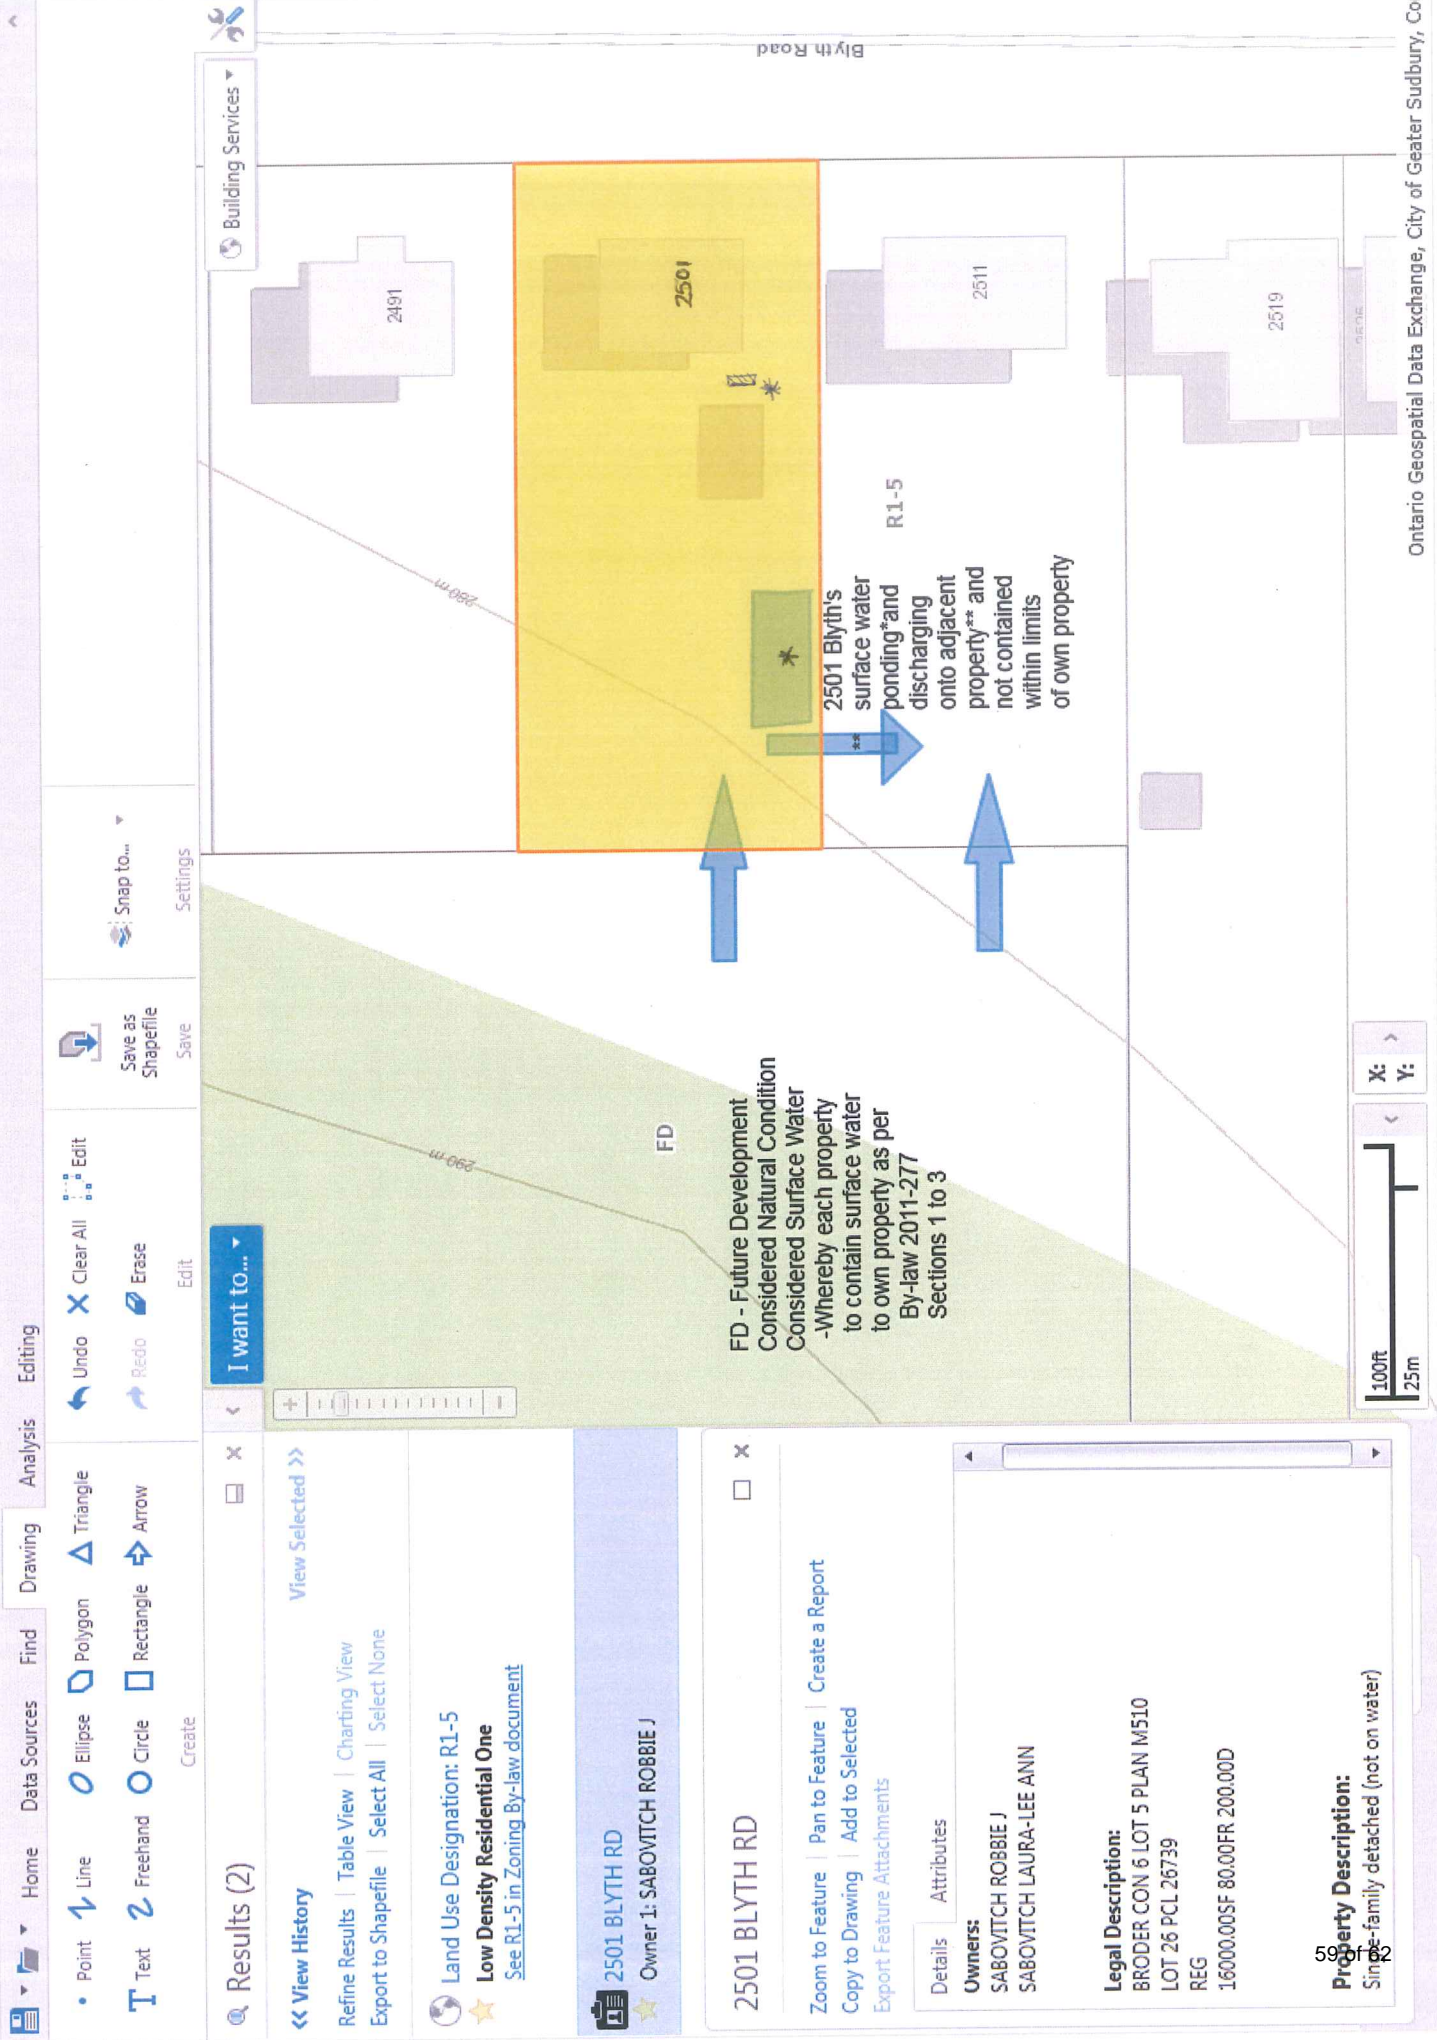 Home Data Sources Find Drawing Analysis Editing
Point Line Ellipse Polygon Triangle
Text Freehand Circle Rectangle Arrow
Create
Undo Clear All Edit
Redo Erase
Edit
Save as
Shapefile
Save
Snap to...
Settings
Results (2)
<< View History
View Selected >>
Refine Results | Table View | Charting View
Export to Shapefile | Select All | Select None
Land Use Designation: R1-5
Low Density Residential One
See R1-5 in Zoning By-law document
2501 BLYTH RD
Owner 1: SABOVITCH ROBBIE J
2501 BLYTH RD
Zoom to Feature | Pan to Feature | Create a Report
Copy to Drawing | Add to Selected
Export Feature Attachments
Details Attributes
Owners:
SABOVITCH ROBBIE J
SABOVITCH LAURA-LEE ANN
Legal Description:
BRODER CON 6 LOT 5 PLAN M510
LOT 26 PCL 26739
REG
16000.00SF 80.00FR 200.00D
Property Description:
Single-family detached (not on water)
I want to...
Building Services
290 m
280 m
FD
FD - Future Development
Considered Natural Condition
Considered Surface Water
-Whereby each property
to contain surface water
to own property as per
By-law 2011-277
Sections 1 to 3
2491
2501
*
*
**
2501 Blyth's
surface water
ponding*and
discharging
onto adjacent
property** and
not contained
within limits
of own property
R1-5
2511
2519
Blyth Road
100ft
25m
X:
Y:
Ontario Geospatial Data Exchange, City of Geater Sudbury, Co
59 of 62